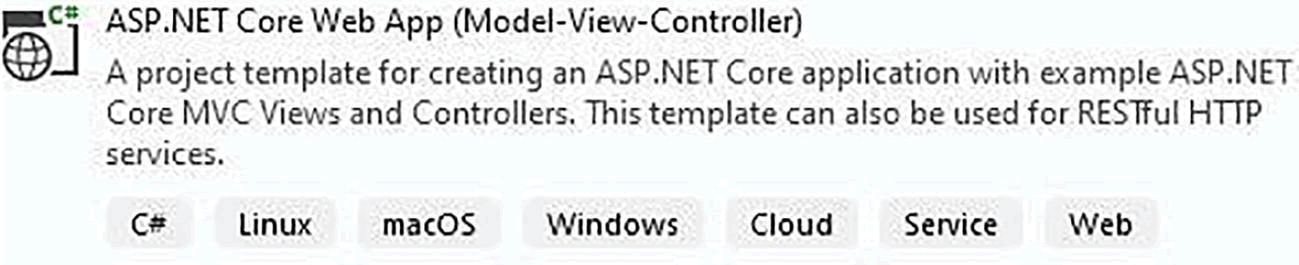 C# ASP.NET Core Web App (Model-View-Controller)
A project template for creating an ASP.NET Core application with example ASP.NET
Core MVC Views and Controllers. This template can also be used for RESTful HTTP
services.
C# Linux macOS Windows Cloud Service Web